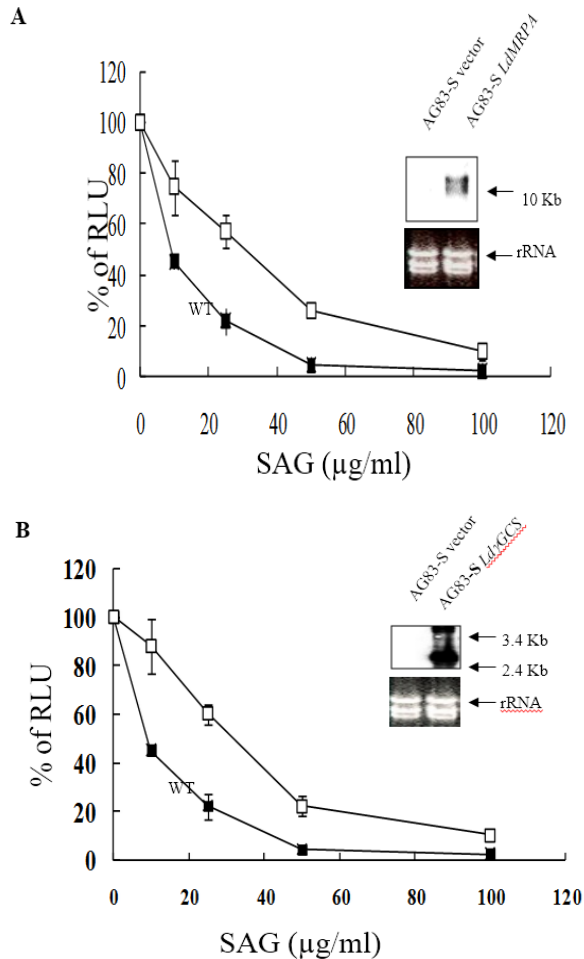 A
AG83-S vector
AG83-S LdMRPA
120
100
80
60
40
20
0
% of RLU
WT
10 Kb
rRNA
0 20 40 60 80 100 120
SAG (µg/ml)
B
AG83-S vector
AG83-S LdγGCS
120
100
80
60
40
20
0
% of RLU
WT
3.4 Kb
2.4 Kb
rRNA
0 20 40 60 80 100 120
SAG (µg/ml)